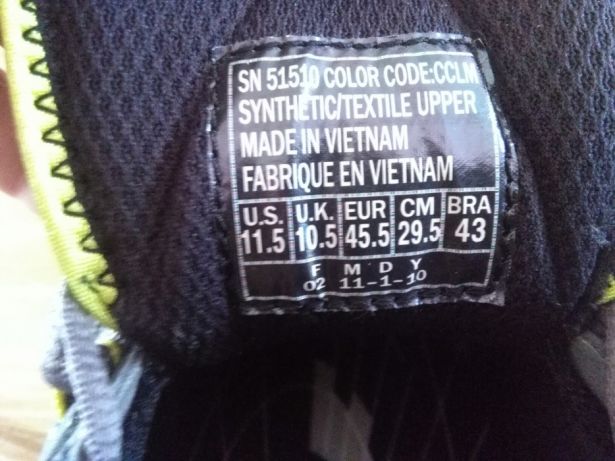 SN 51510 COLOR CODE:CCLM
SYNTHETIC/TEXTILE UPPER
MADE IN VIETNAM
FABRIQUE EN VIETNAM
U.S. U.K. EUR CM BRA
11.5 10.5 45.5 29.5 43
F M D Y
02 11-1-10